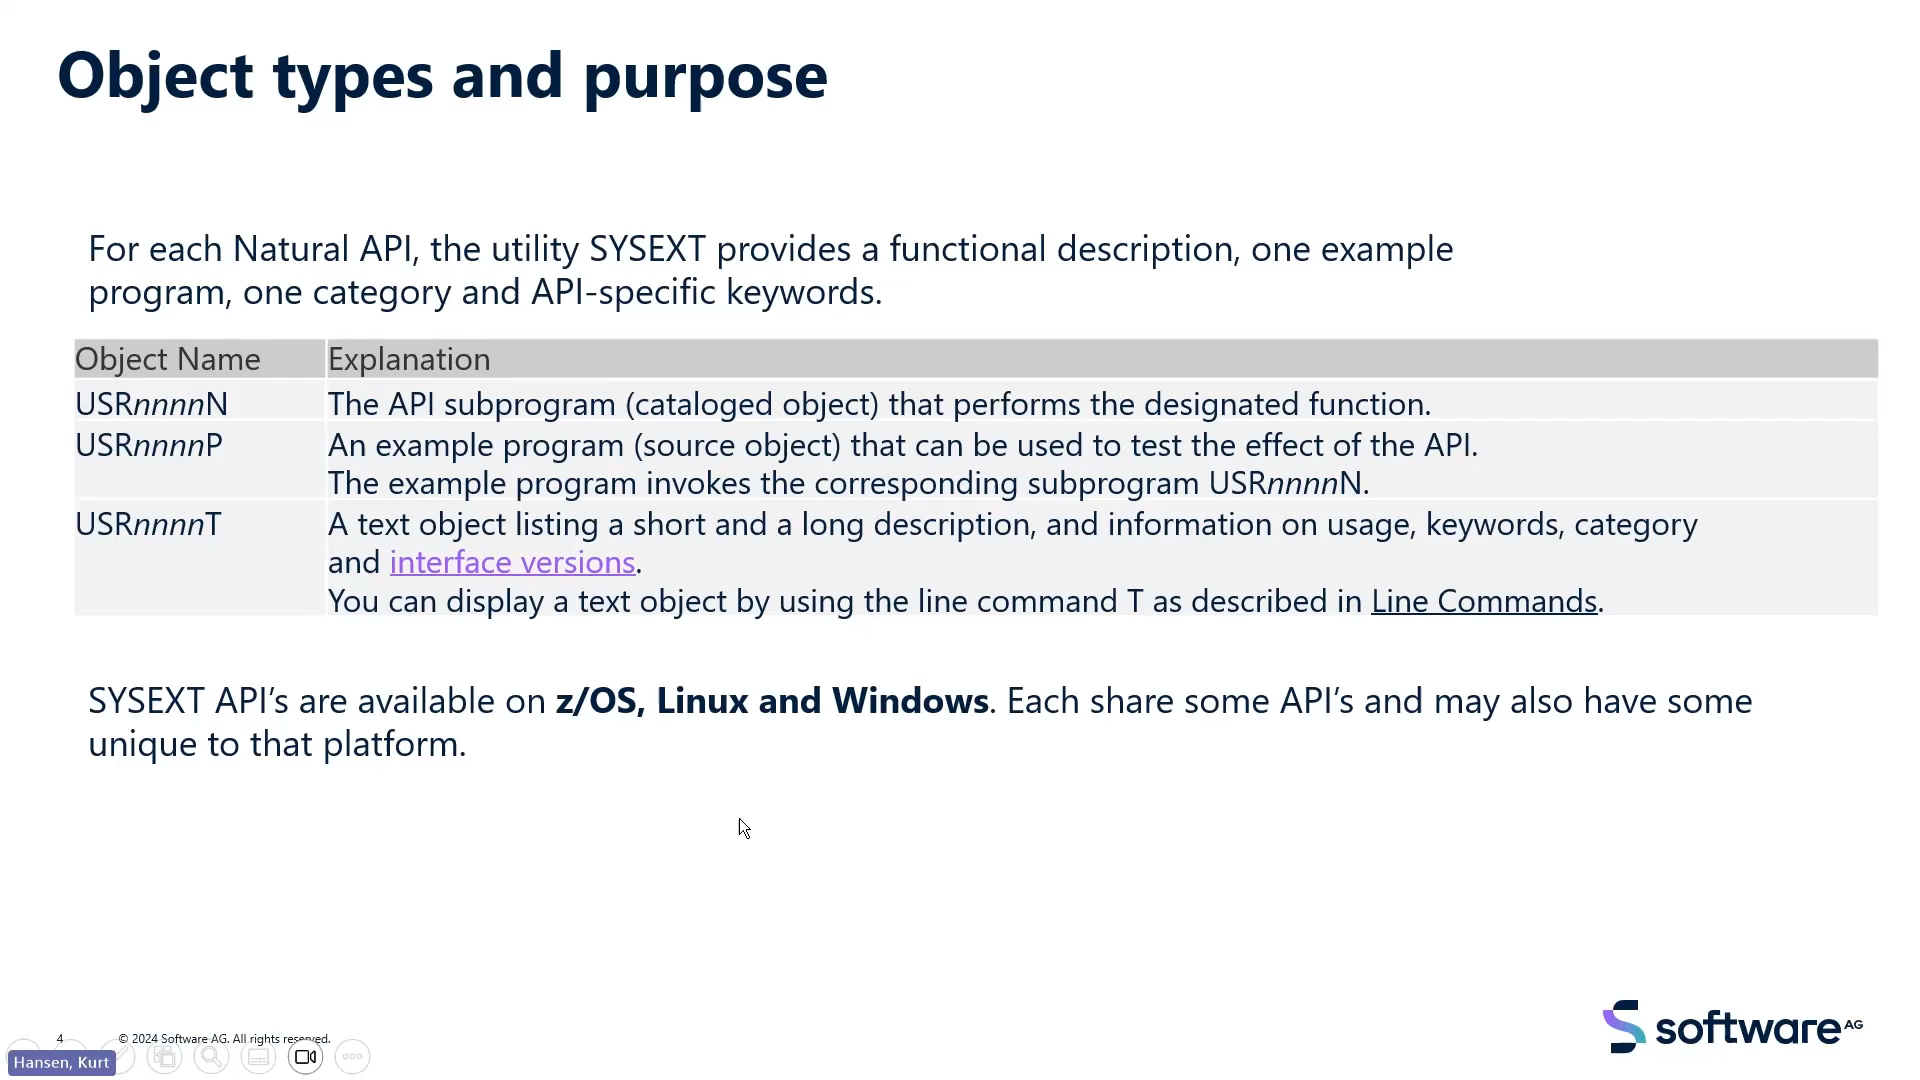 Object types and purpose
For each Natural API, the utility SYSEXT provides a functional description, one example
program, one category and API-specific keywords.
Object Name Explanation
USRnnnnN The API subprogram (cataloged object) that performs the designated function.
USRnnnnP An example program (source object) that can be used to test the effect of the API.
The example program invokes the corresponding subprogram USRnnnnN.
USRnnnnT A text object listing a short and a long description, and information on usage, keywords, category
and interface versions.
You can display a text object by using the line command T as described in Line Commands.
SYSEXT API’s are available on z/OS, Linux and Windows. Each share some API’s and may also have some
unique to that platform.
4 © 2024 Software AG. All rights reserved.
Hansen, Kurt
software AG